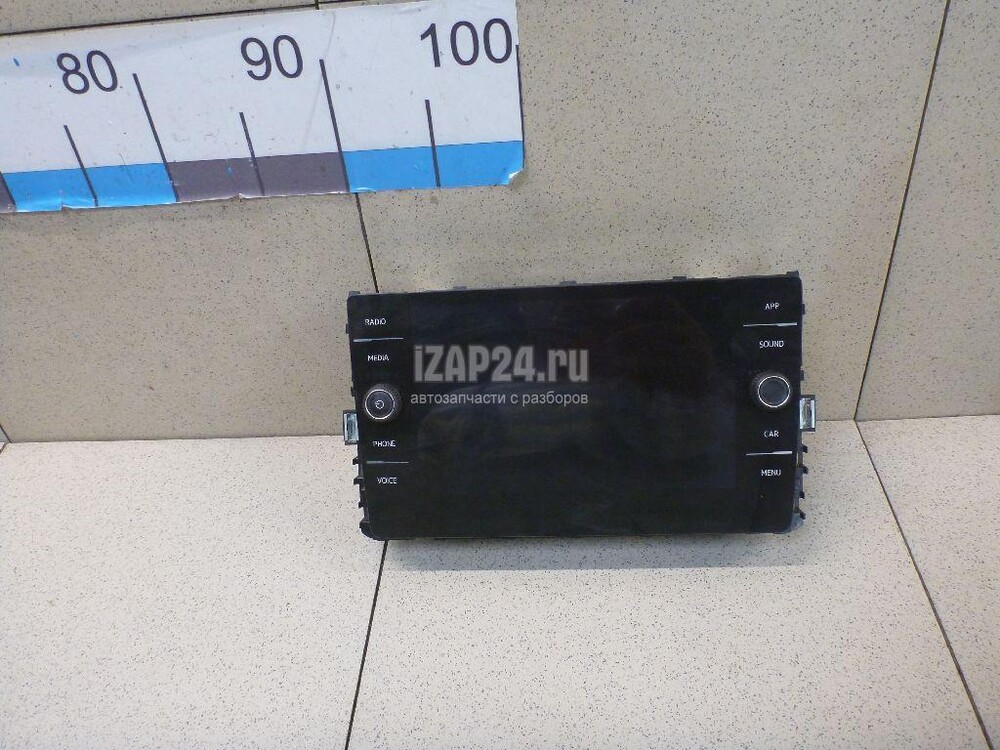 80 90 100
RADIO
APP
MEDIA
SOUND
iZAP24.ru
автозапчасти с разборов
PHONE
CAR
VOICE
MENU